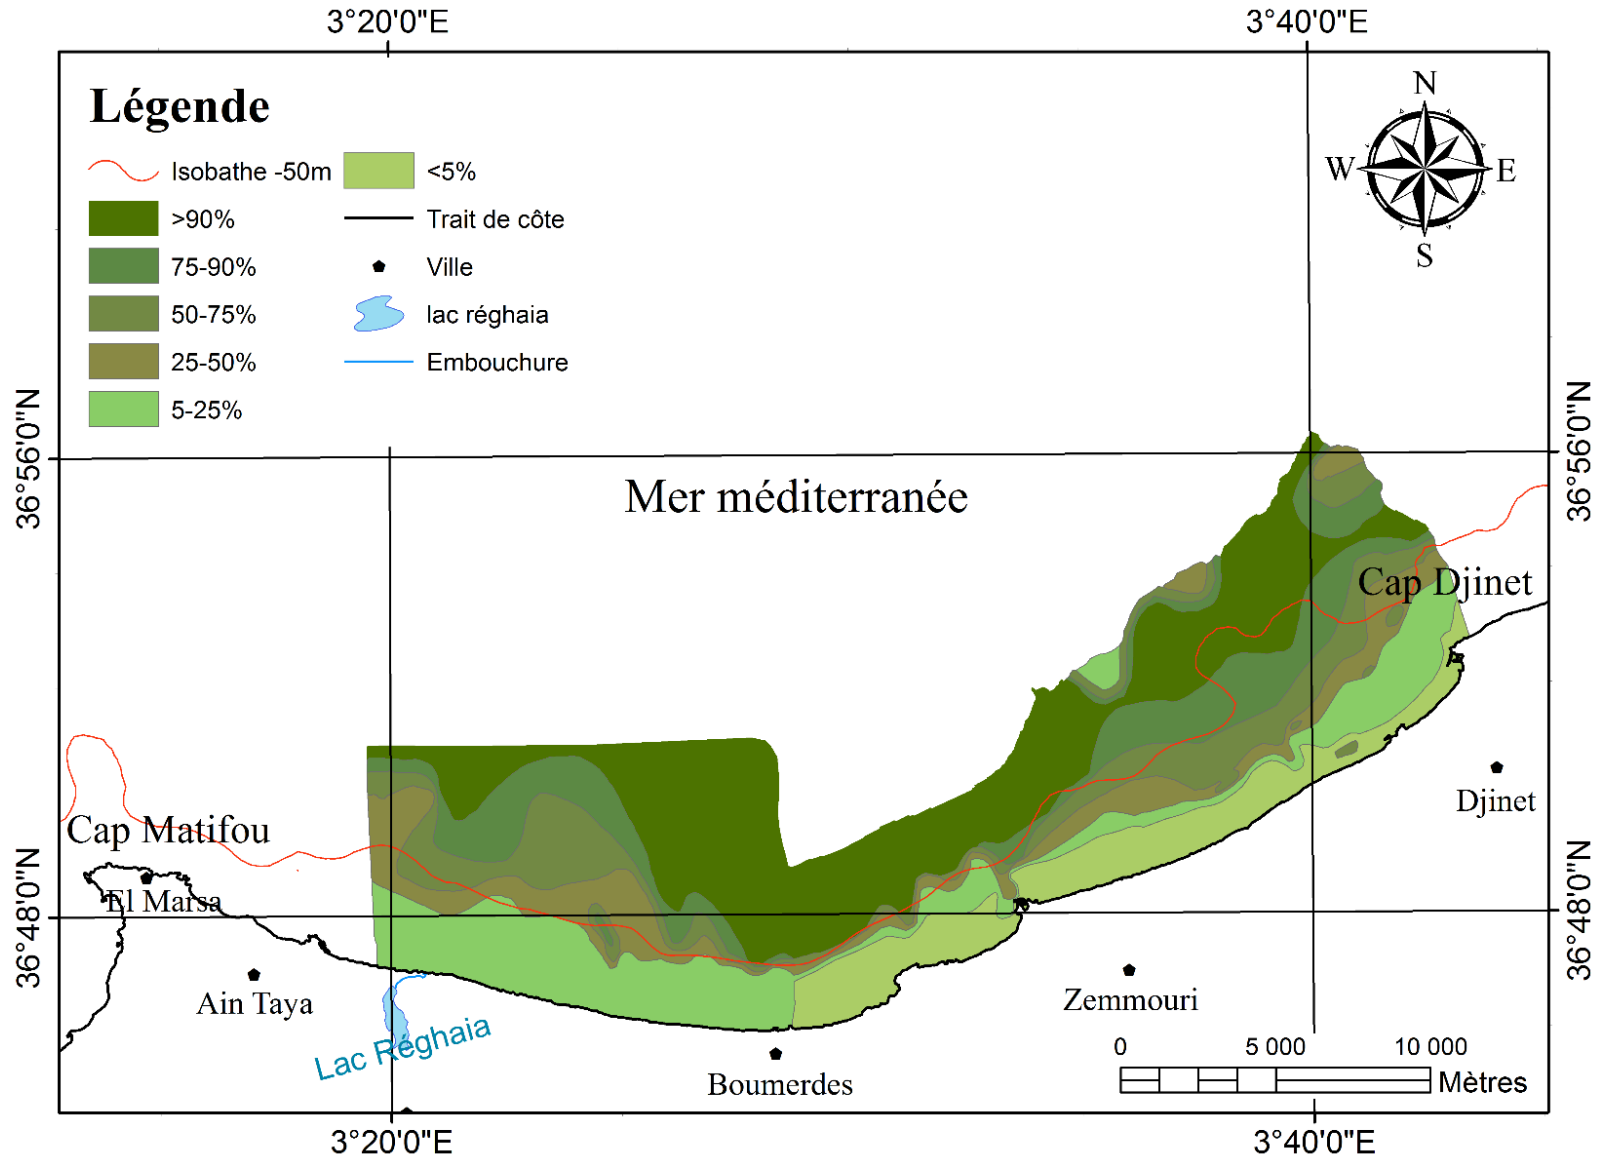 3°20'0"E
3°40'0"E
Légende
Isobathe -50m
>90%
75-90%
50-75%
25-50%
5-25%
<5%
Trait de côte
Ville
lac réghaia
Embouchure
N
W
E
S
36°56'0"N
36°56'0"N
Mer méditerranée
Cap Djinet
Djinet
Cap Matifou
El Marsa
36°48'0"N
36°48'0"N
Ain Taya
Zemmouri
Lac Réghaia
Boumerdes
0
5 000
10 000
Mètres
3°20'0"E
3°40'0"E